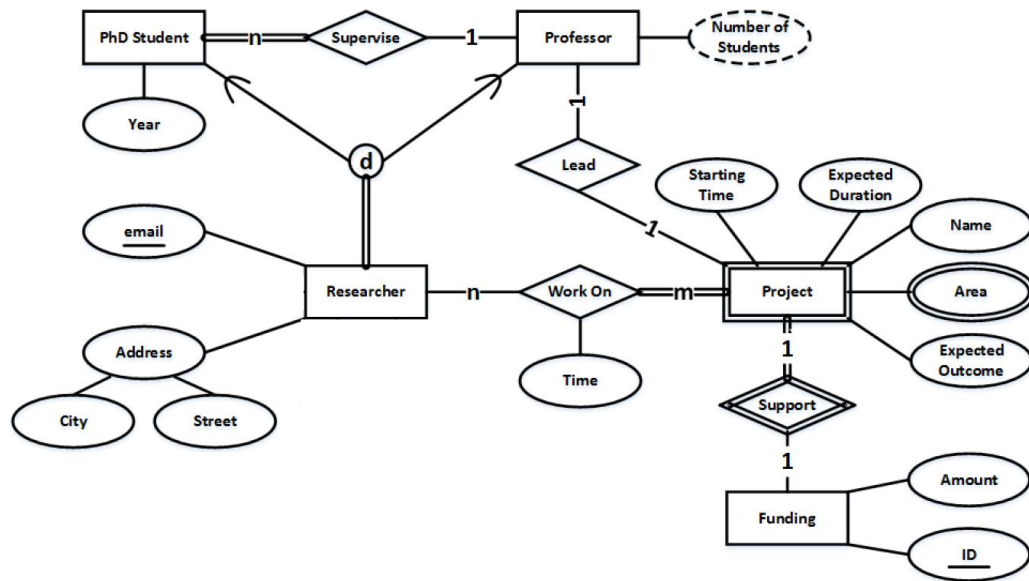 PhD Student
n
Supervise
1
Professor
Number of
Students
Year
1
d
Lead
Starting
Time
Expected
Duration
email
Name
1
Researcher
n
Work On
m
Project
Area
Address
1
Expected
Outcome
Time
City
Street
Support
1
Amount
Funding
ID